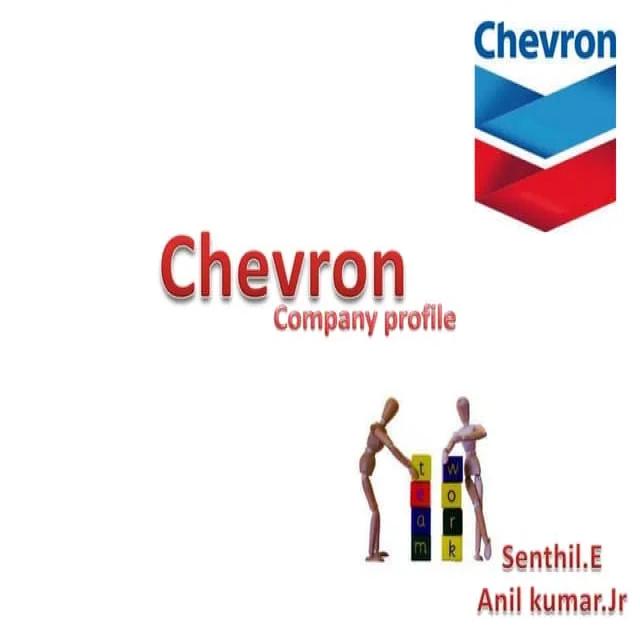 Chevron
Chevron
Company profile
t w
e o
a r
m k
Senthil.E
Anil kumar.Jr